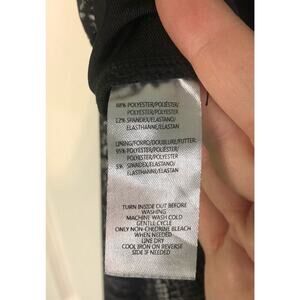 88% POLYESTER/POLIÉSTER/
POLYESTER/POLYESTER
12% SPANDEX/ELASTANO/
ELASTHANNE/ELASTAN
LINING/FORRO/DOUBLURE/FUTTER:
95% POLYESTER/POLIÉSTER/
POLYESTER/POLYESTER
5% SPANDEX/ELASTANO/
ELASTHANNE/ELASTAN
TURN INSIDE OUT BEFORE
WASHING
MACHINE WASH COLD
GENTLE CYCLE
ONLY NON-CHLORINE BLEACH
WHEN NEEDED
LINE DRY
COOL IRON ON REVERSE
SIDE IF NEEDED